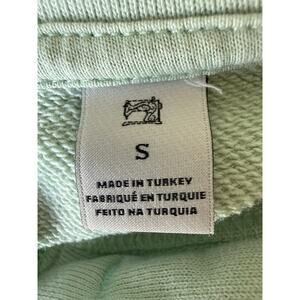 S
MADE IN TURKEY
FABRIQUÉ EN TURQUIE
FEITO NA TURQUIA